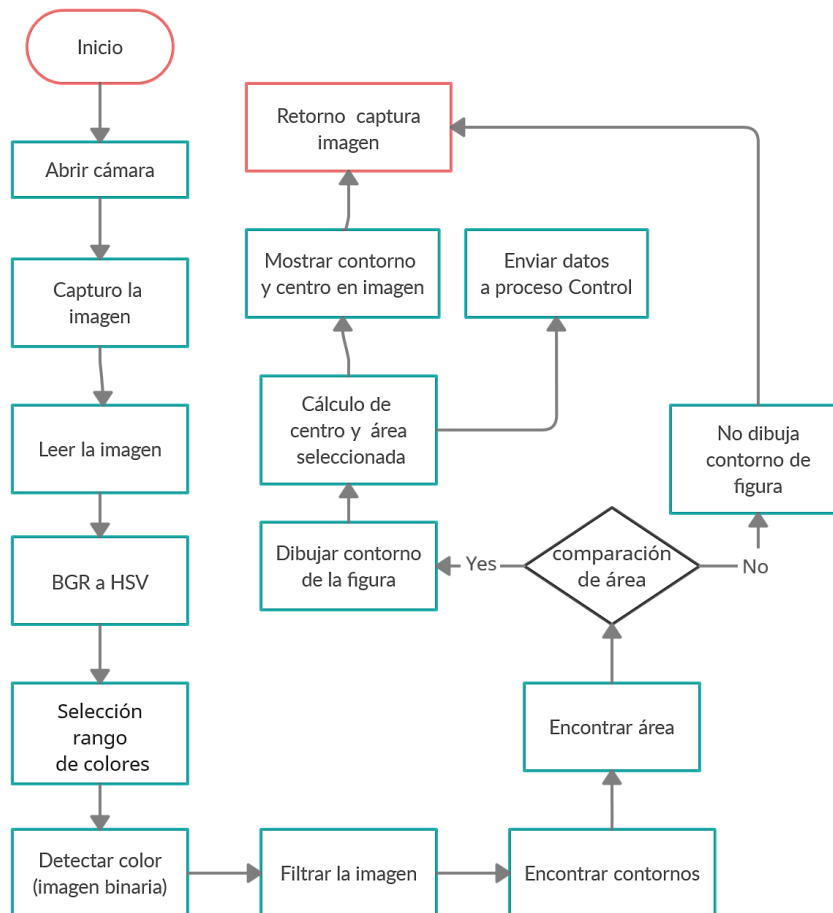 Inicio
Abrir cámara
Capturo la
imagen
Leer la imagen
BGR a HSV
Selección
rango
de colores
Detectar color
(imagen binaria)
Filtrar la imagen
Encontrar contornos
Encontrar área
comparación
de área
Yes
No
Dibujar contorno
de la figura
Cálculo de
centro y área
seleccionada
Mostrar contorno
y centro en imagen
Enviar datos
a proceso Control
No dibuja
contorno de
figura
Retorno captura
imagen